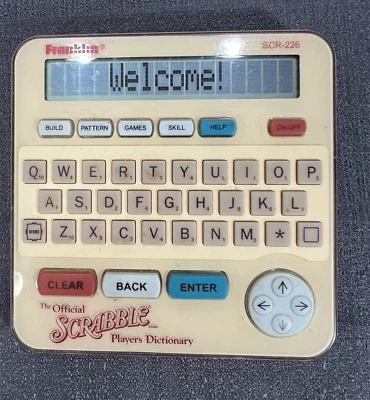 Franklin® SCR-226
Welcome!
BUILD PATTERN GAMES SKILL HELP ON/OFF
Q W E R T Y U I O P
A S D F G H J K L
Z X C V B N M *
CLEAR BACK ENTER
The Official
SCRABBLE
Players Dictionary